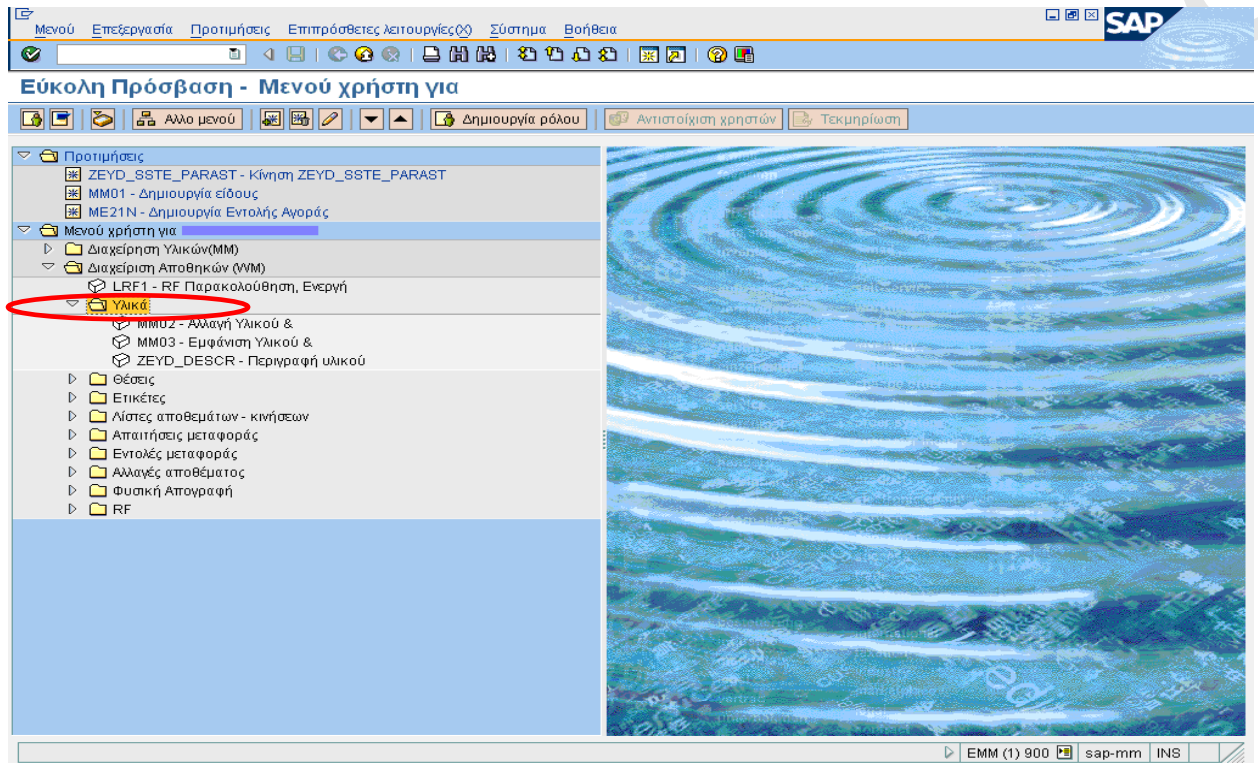 Μενού Επεξεργασία Προτιμήσεις Επιπρόσθετες λειτουργίες(X) Σύστημα Βοήθεια
SAP
Εύκολη Πρόσβαση - Μενού χρήστη για
Αλλο μενού Δημιουργία ρόλου Αντιστοίχιση χρηστών Τεκμηρίωση
Προτιμήσεις
ZEYD_SSTE_PARAST - Κίνηση ZEYD_SSTE_PARAST
MM01 - Δημιουργία είδους
ME21N - Δημιουργία Εντολής Αγοράς
Μενού χρήστη για
Διαχείρηση Υλικών(MM)
Διαχείριση Αποθηκών (WM)
LRF1 - RF Παρακολούθηση, Ενεργή
Υλικά
MM02 - Αλλαγή Υλικού &
MM03 - Εμφάνιση Υλικού &
ZEYD_DESCR - Περιγραφή υλικού
Θέσεις
Ετικέτες
Λίστες αποθεμάτων - κινήσεων
Απαιτήσεις μεταφοράς
Εντολές μεταφοράς
Αλλαγές αποθέματος
Φυσική Απογραφή
RF
EMM (1) 900 sap-mm INS